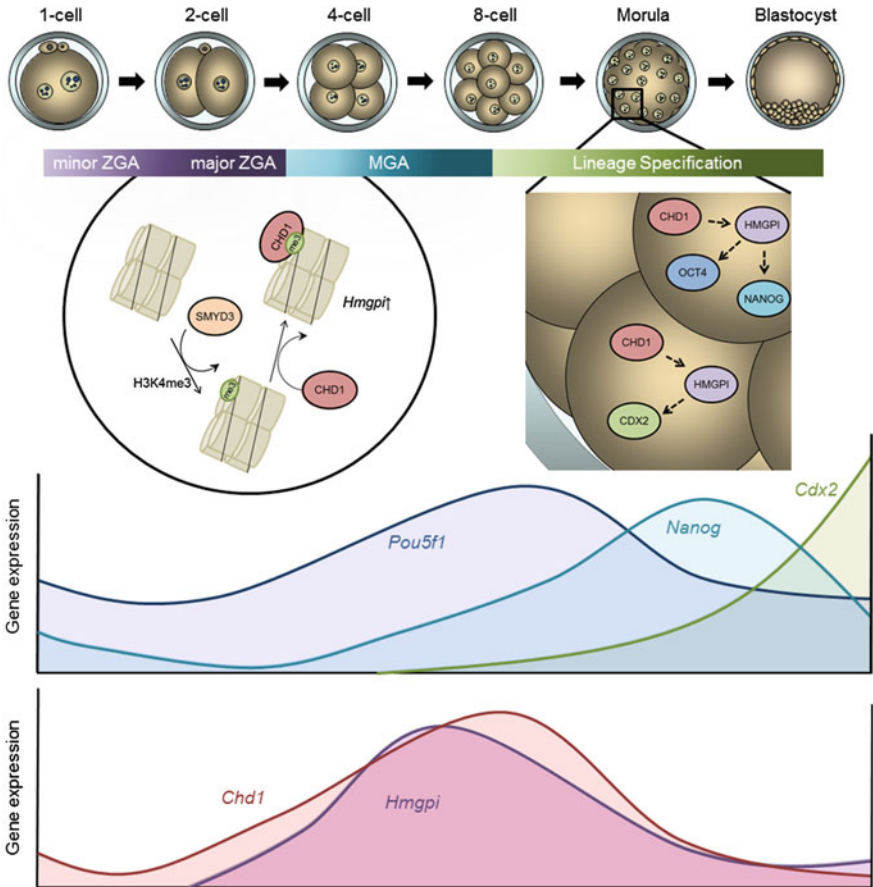 1-cell
2-cell
4-cell
8-cell
Morula
Blastocyst
minor ZGA
major ZGA
MGA
Lineage Specification
CHD1
me3
Hmgpi↑
SMYD3
H3K4me3
me3
CHD1
CHD1
HMGPI
OCT4
NANOG
CHD1
HMGPI
CDX2
Gene expression
Pou5f1
Nanog
Cdx2
Gene expression
Chd1
Hmgpi